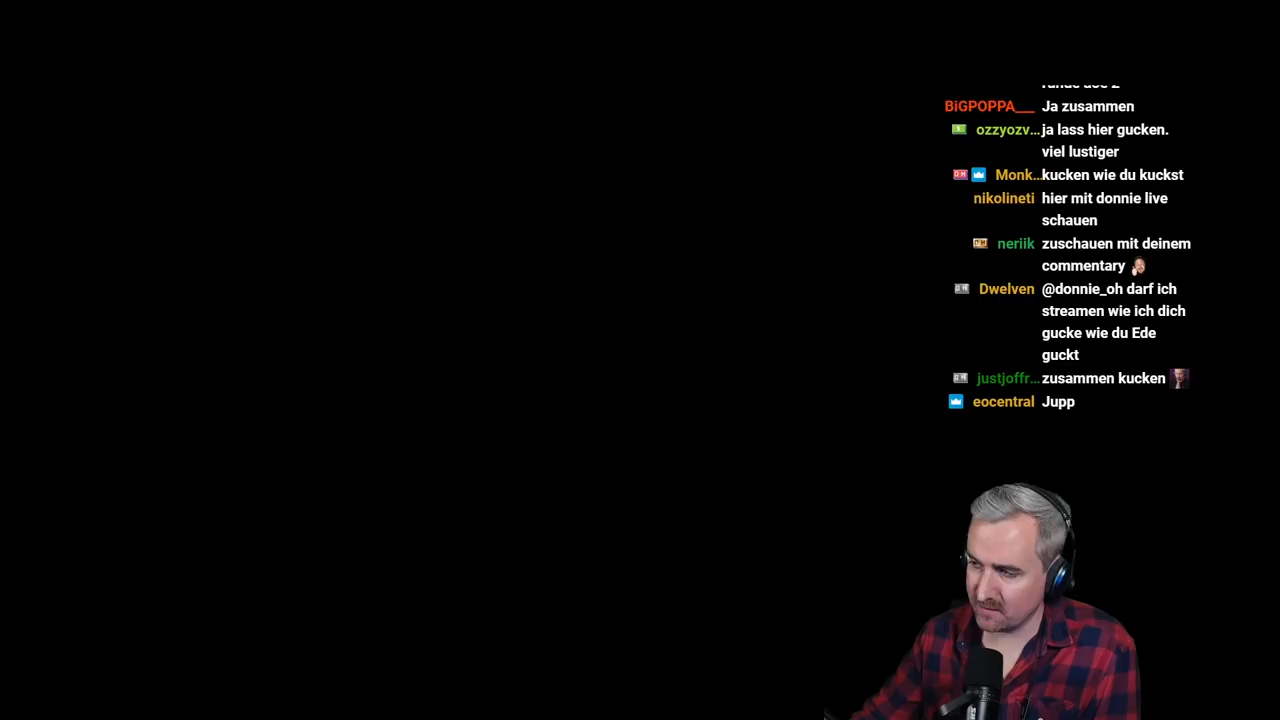 BiGPOPPA___ Ja zusammen
ozzyozv... ja lass hier gucken.
viel lustiger
Monk... kucken wie du kuckst
nikolineti hier mit donnie live
schauen
neriik zuschauen mit deinem
commentary
Dwelven @donnie_oh darf ich
streamen wie ich dich
gucke wie du Ede
guckt
justjoffr... zusammen kucken
eocentral Jupp